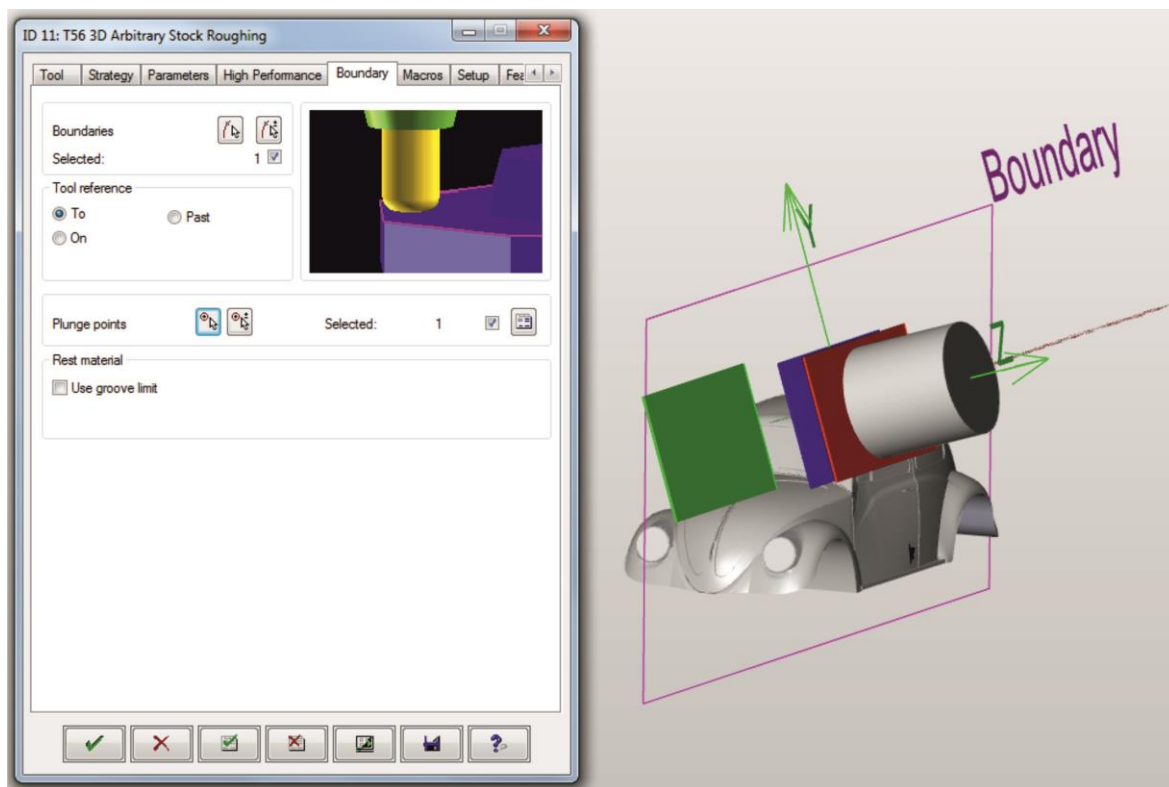 ID 11: T56 3D Arbitrary Stock Roughing
Tool Strategy Parameters High Performance Boundary Macros Setup Fea
Boundaries
Selected: 1
Tool reference
To Past
On
Plunge points Selected: 1
Rest material
Use groove limit
Boundary
Y
Z